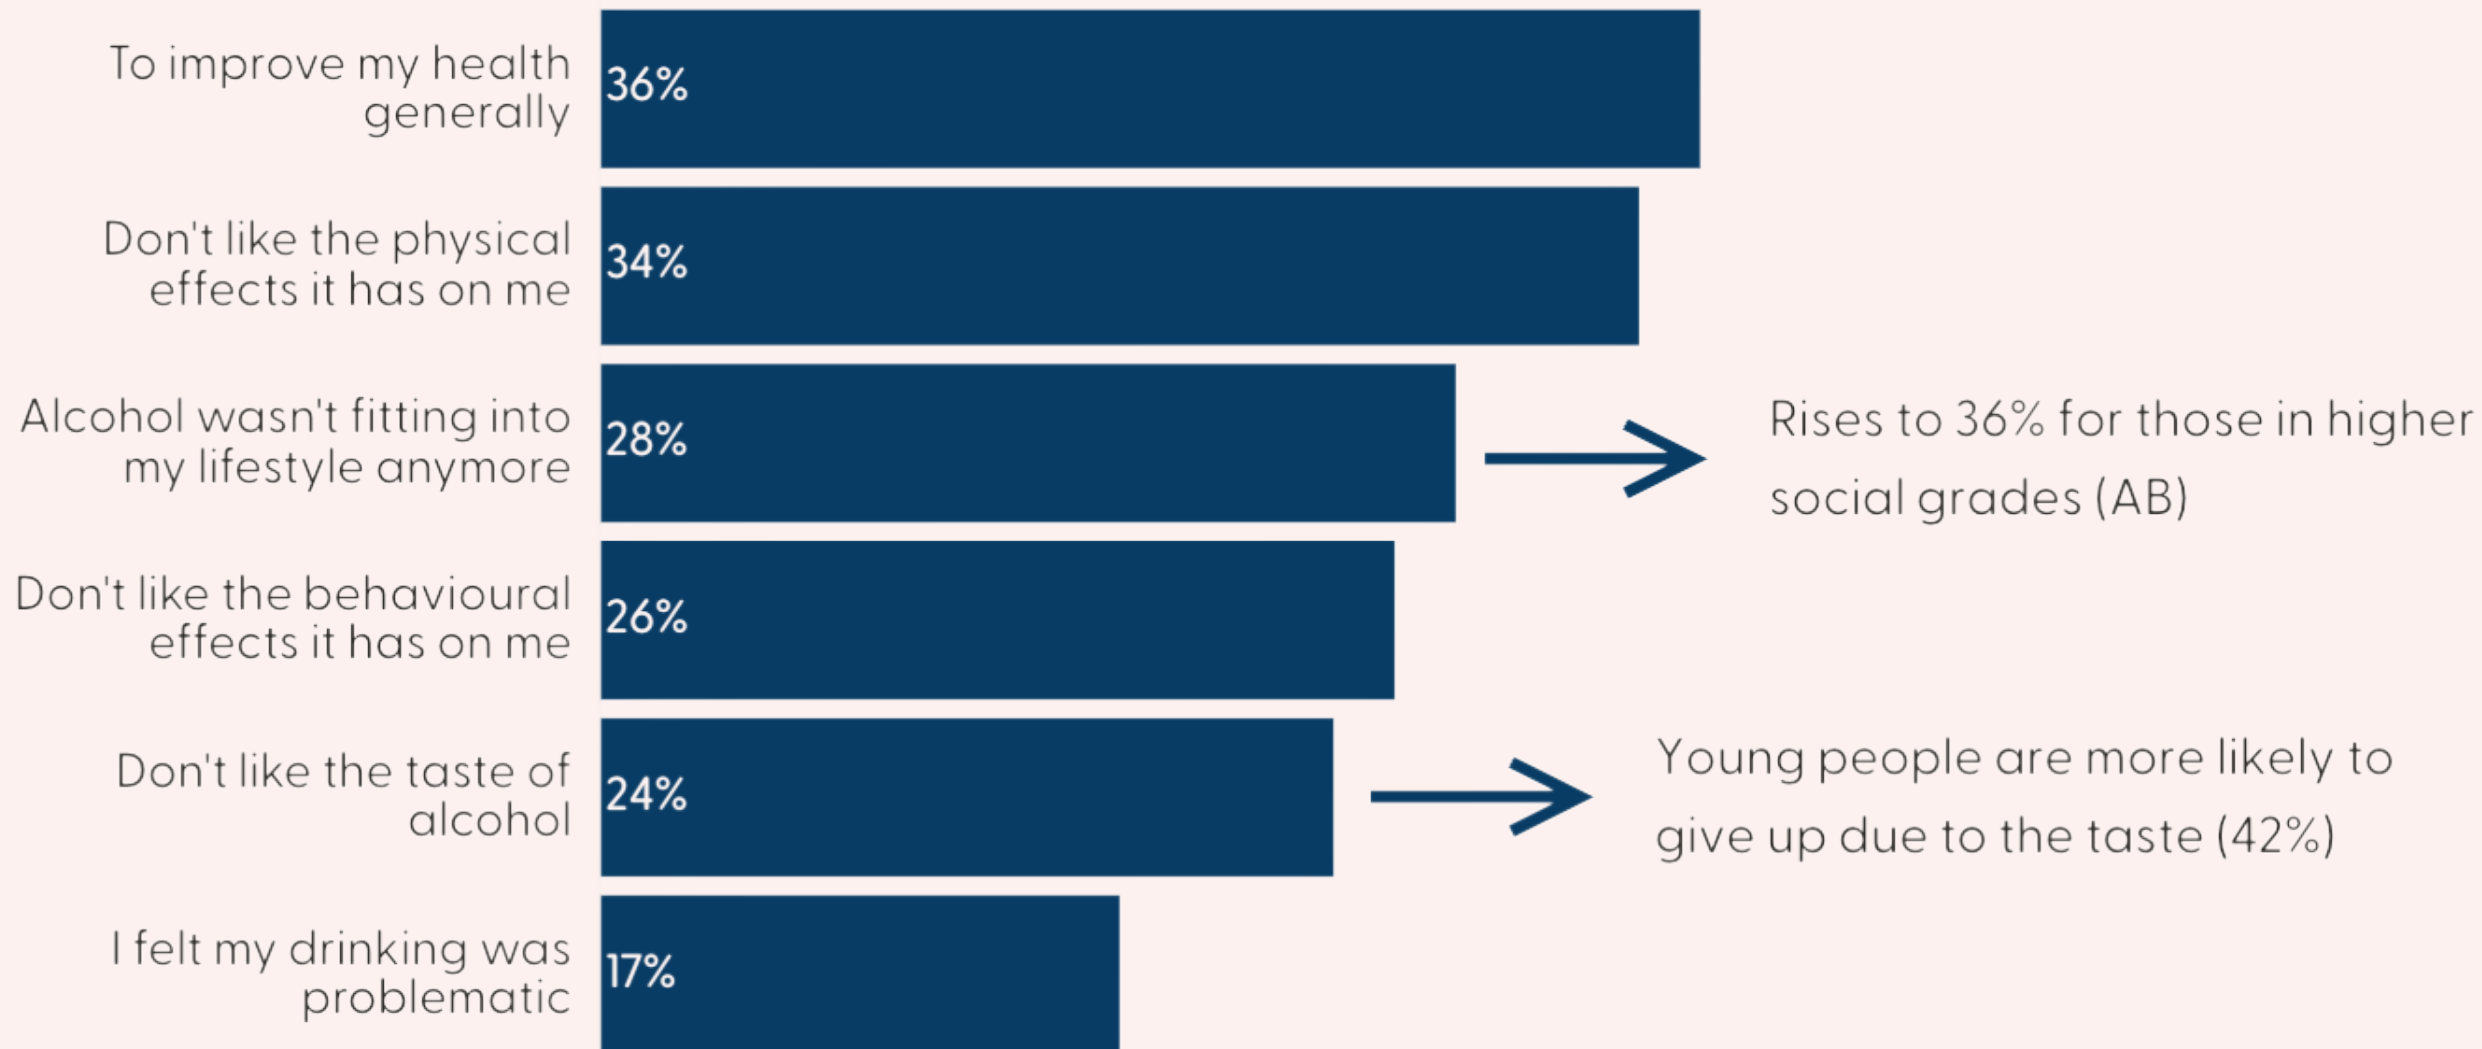 To improve my health
generally
36%
Don't like the physical
effects it has on me
34%
Alcohol wasn't fitting into
my lifestyle anymore
28%
Rises to 36% for those in higher
social grades (AB)
Don't like the behavioural
effects it has on me
26%
Don't like the taste of
alcohol
24%
Young people are more likely to
give up due to the taste (42%)
I felt my drinking was
problematic
17%